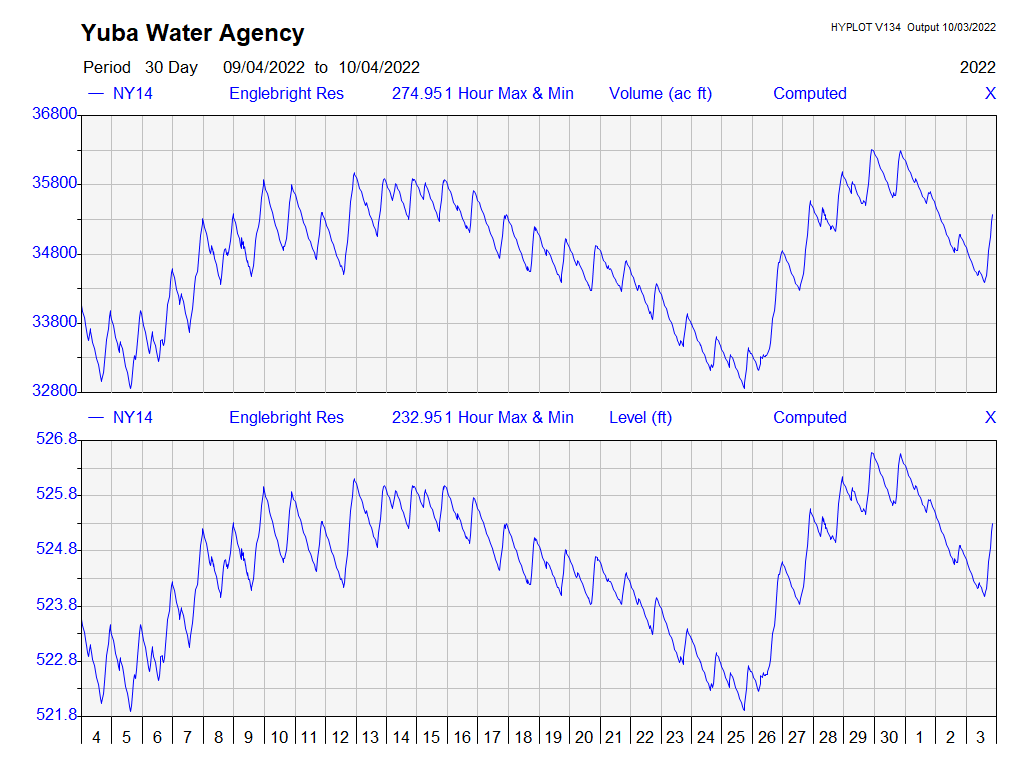 Yuba Water Agency
HYPLOT V134 Output 10/03/2022
Period 30 Day 09/04/2022 to 10/04/2022 2022
NY14 Englebright Res 274.951 Hour Max & Min Volume (ac ft) Computed X
36800
35800
34800
33800
32800
NY14 Englebright Res 232.951 Hour Max & Min Level (ft) Computed X
526.8
525.8
524.8
523.8
522.8
521.8
4 5 6 7 8 9 10 11 12 13 14 15 16 17 18 19 20 21 22 23 24 25 26 27 28 29 30 1 2 3